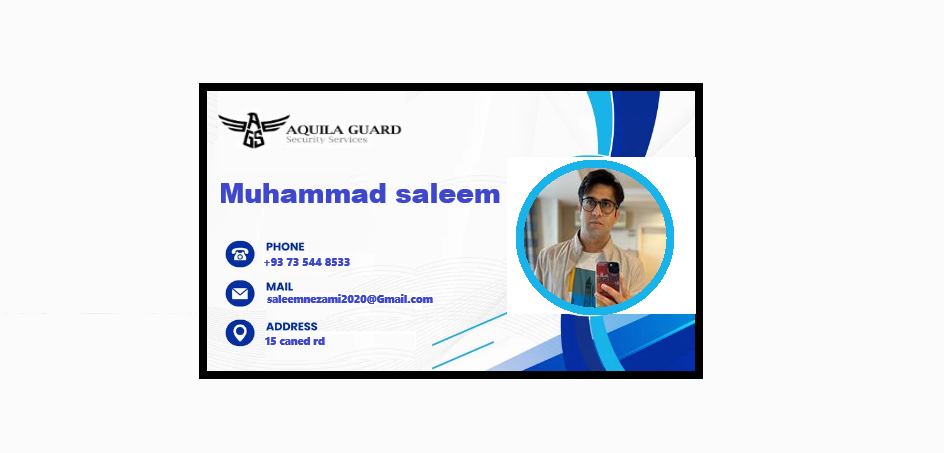 AGS
AQUILA GUARD
Security Services
Muhammad saleem
PHONE
+93 73 544 8533
MAIL
saleemnezami2020@Gmail.com
ADDRESS
15 caned rd